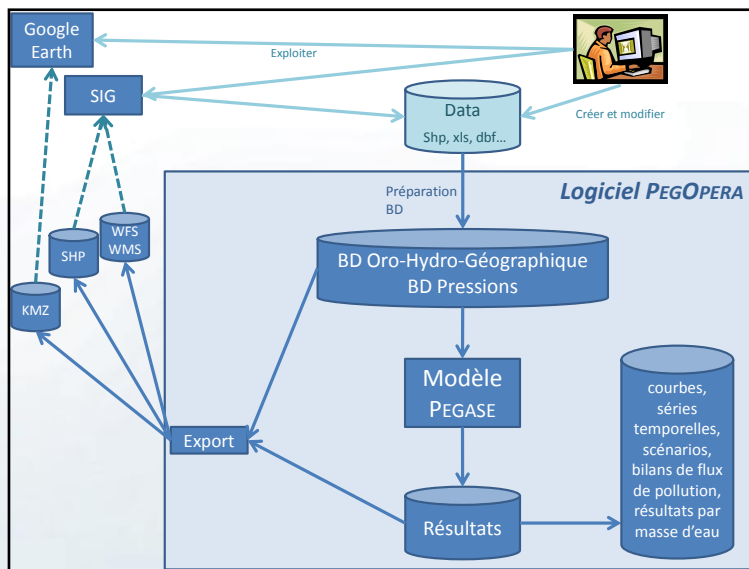 Google
Earth
Exploiter
SIG
Data
Shp, xls, dbf...
Créer et modifier
Préparation
BD
Logiciel PEGOPERA
WFS
WMS
SHP
KMZ
BD Oro-Hydro-Géographique
BD Pressions
Modèle
PEGASE
Export
Résultats
courbes,
séries
temporelles,
scénarios,
bilans de flux
de pollution,
résultats par
masse d'eau